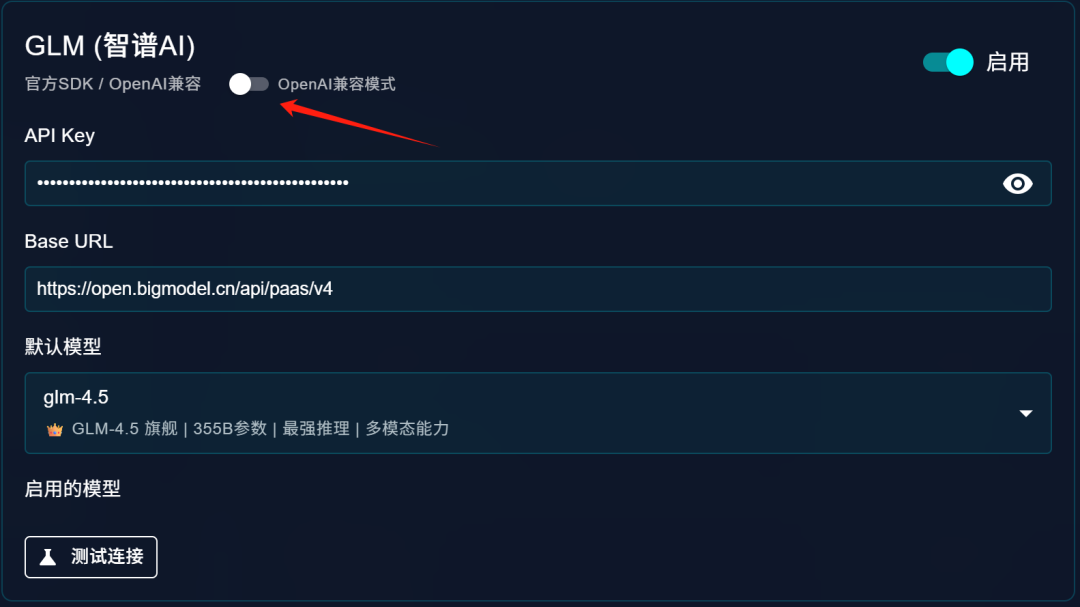 GLM (智谱AI)
官方SDK / OpenAI兼容 OpenAI兼容模式
启用
API Key
••••••••••••••••••••••••••••••••••••••••••••••••
Base URL
https://open.bigmodel.cn/api/paas/v4
默认模型
glm-4.5
👑 GLM-4.5 旗舰 | 355B参数 | 最强推理 | 多模态能力
启用的模型
测试连接